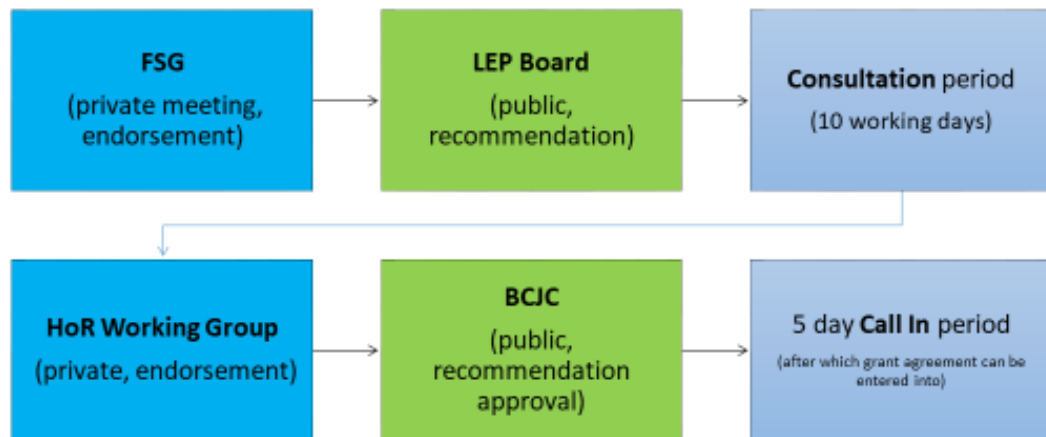 FSG
(private meeting,
endorsement)
LEP Board
(public,
recommendation)
Consultation period
(10 working days)
HoR Working Group
(private, endorsement)
BCJC
(public,
recommendation
approval)
5 day Call In period
(after which grant agreement can be
entered into)